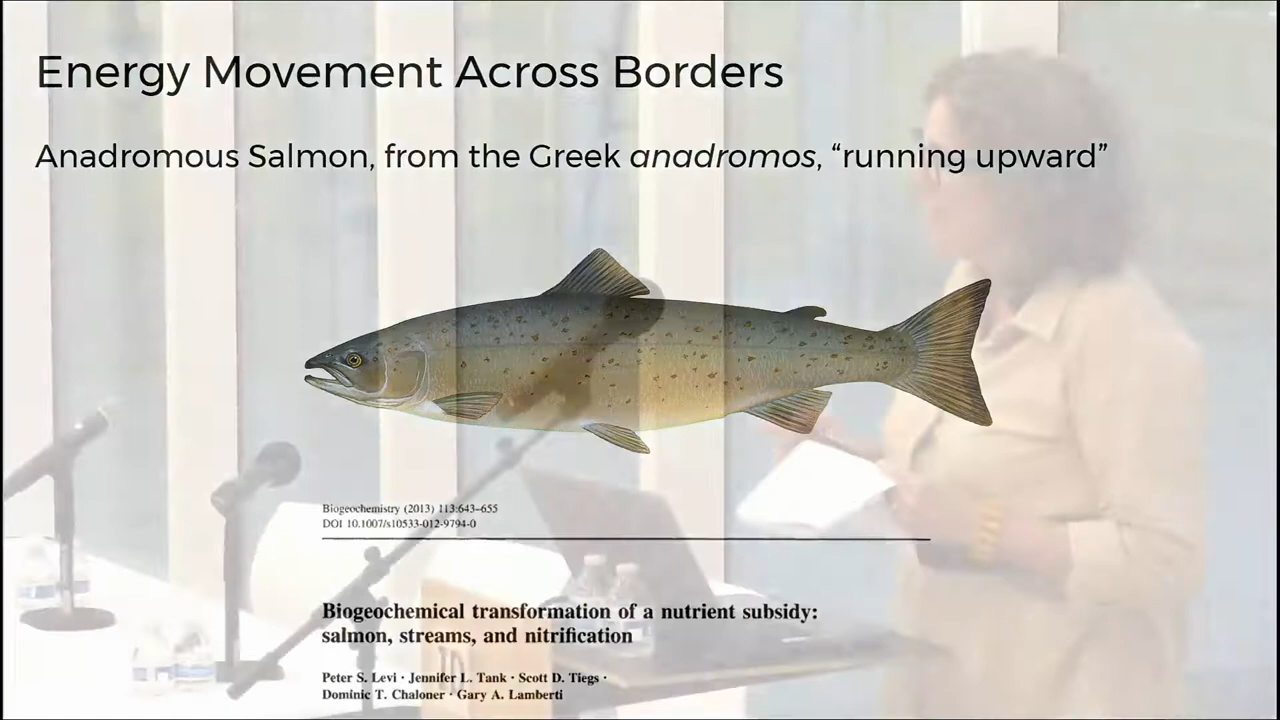 Energy Movement Across Borders
Anadromous Salmon, from the Greek anadromos, “running upward”
Biogeochemistry (2013) 113:643–655
DOI 10.1007/s10533-012-9794-0
Biogeochemical transformation of a nutrient subsidy:
salmon, streams, and nitrification
Peter S. Levi · Jennifer L. Tank · Scott D. Tiegs ·
Dominic T. Chaloner · Gary A. Lamberti